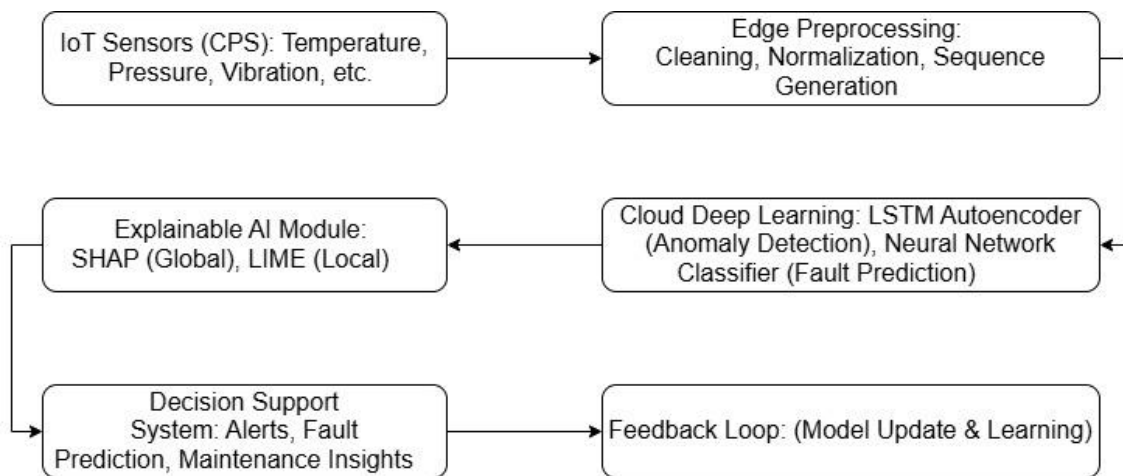 IoT Sensors (CPS): Temperature,
Pressure, Vibration, etc.
Edge Preprocessing:
Cleaning, Normalization, Sequence
Generation
Cloud Deep Learning: LSTM Autoencoder
(Anomaly Detection), Neural Network
Classifier (Fault Prediction)
Explainable AI Module:
SHAP (Global), LIME (Local)
Decision Support
System: Alerts, Fault
Prediction, Maintenance Insights
Feedback Loop: (Model Update & Learning)